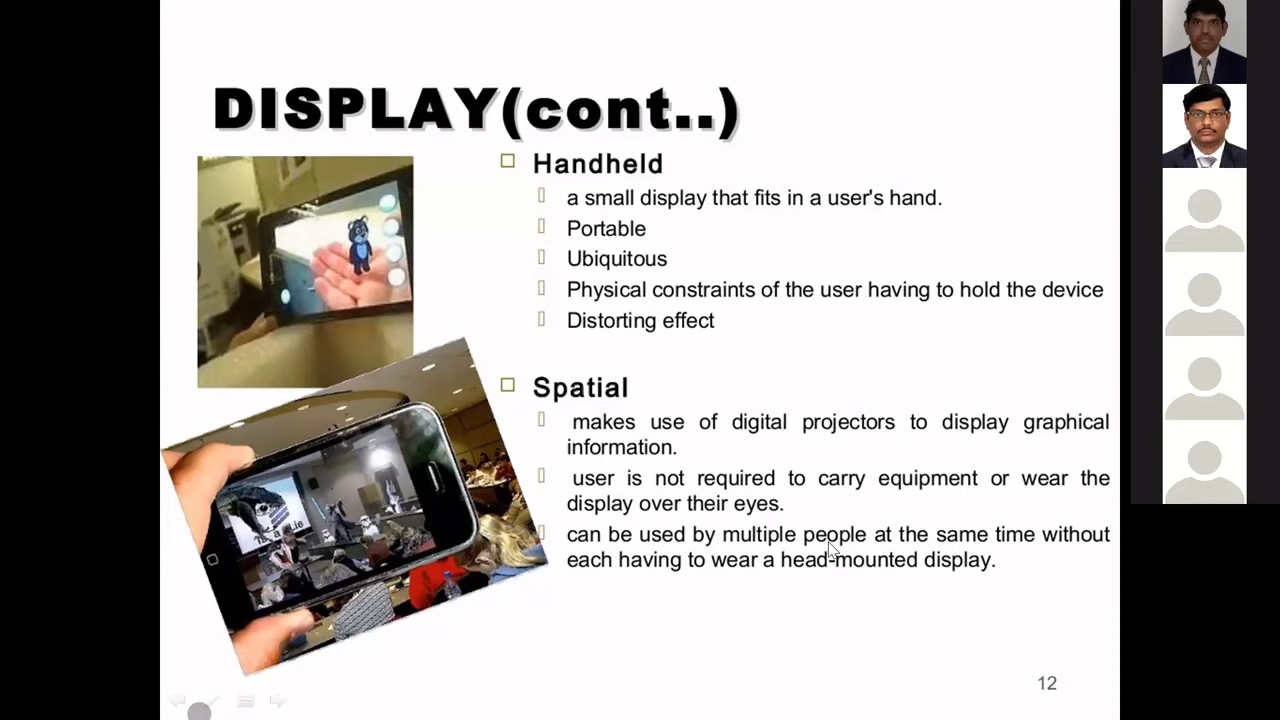 DISPLAY(cont..)
Handheld
a small display that fits in a user's hand.
Portable
Ubiquitous
Physical constraints of the user having to hold the device
Distorting effect
Spatial
makes use of digital projectors to display graphical
information.
user is not required to carry equipment or wear the
display over their eyes.
can be used by multiple people at the same time without
each having to wear a head-mounted display.
12